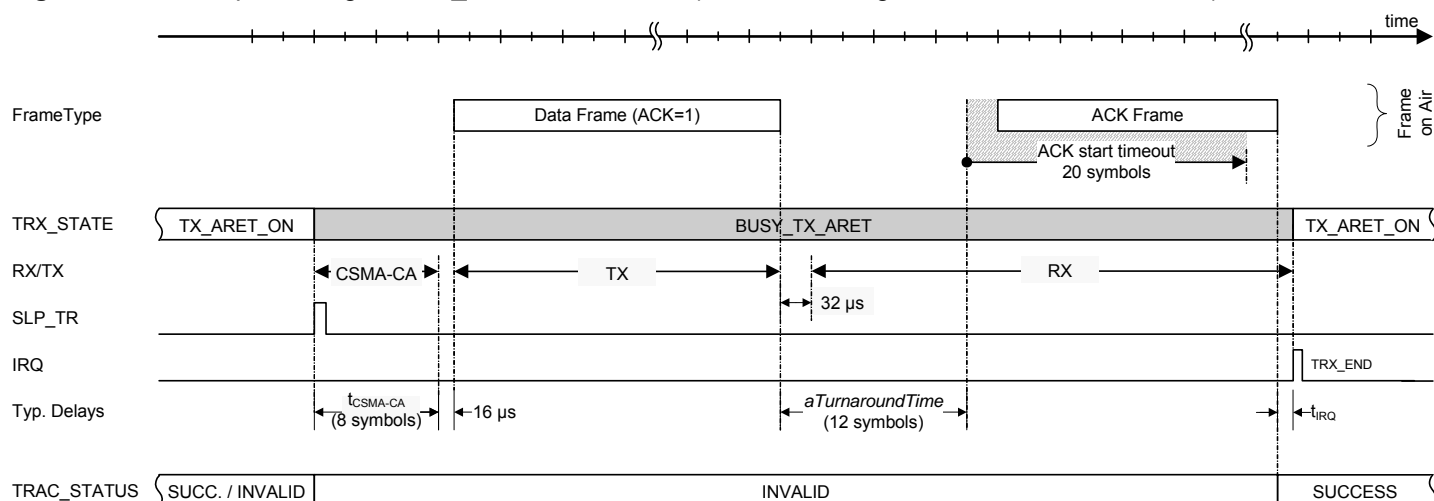 time
FrameType
Data Frame (ACK=1)
ACK Frame
Frame
on Air
ACK start timeout
20 symbols
TRX_STATE
TX_ARET_ON
BUSY_TX_ARET
TX_ARET_ON
RX/TX
CSMA-CA
TX
RX
32 µs
SLP_TR
IRQ
TRX_END
Typ. Delays
tCSMA-CA
(8 symbols)
16 µs
aTurnaroundTime
(12 symbols)
tIRQ
TRAC_STATUS
SUCC. / INVALID
INVALID
SUCCESS